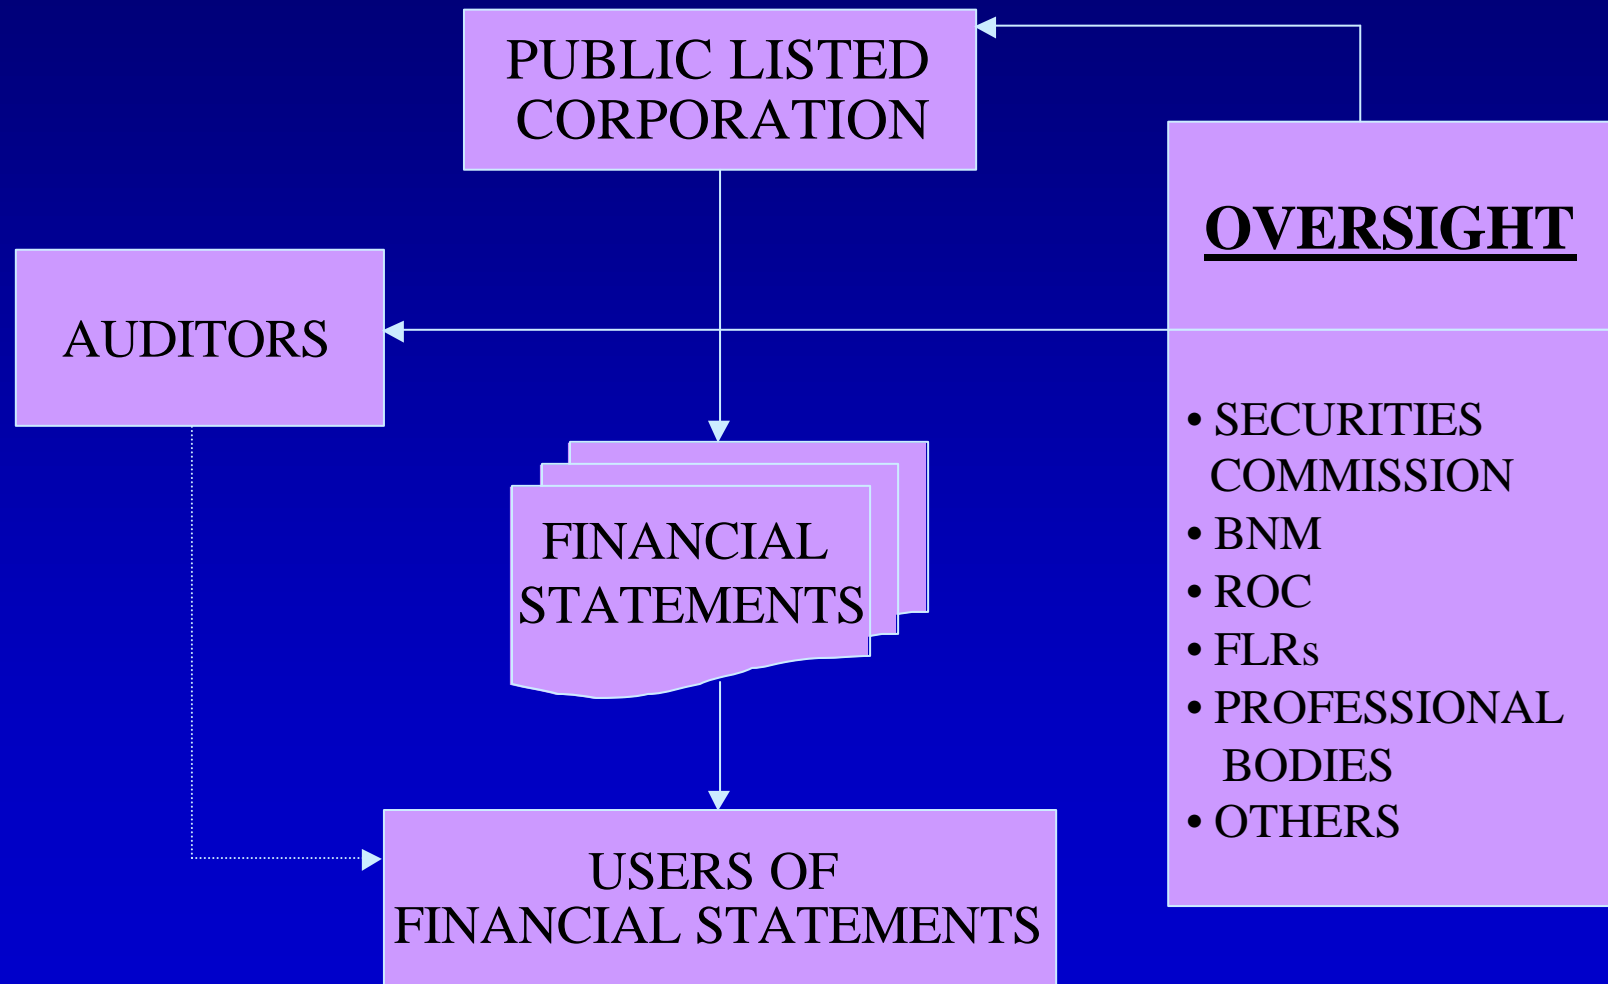 PUBLIC LISTED
CORPORATION
OVERSIGHT
AUDITORS
• SECURITIES
COMMISSION
• BNM
• ROC
• FLRs
• PROFESSIONAL
BODIES
• OTHERS
FINANCIAL
STATEMENTS
USERS OF
FINANCIAL STATEMENTS